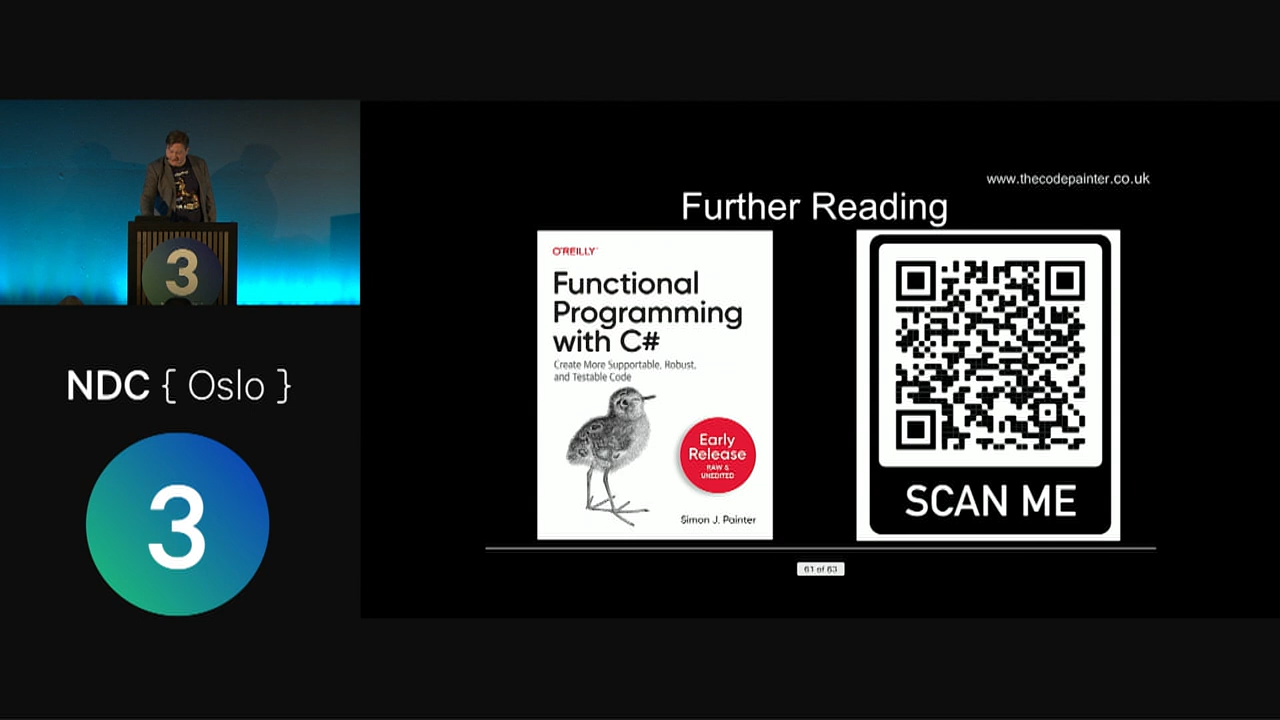 3
NDC { Oslo }
3
www.thecodepainter.co.uk
Further Reading
O'REILLY
Functional
Programming
with C#
Create More Supportable, Robust,
and Testable Code
Early
Release
RAW &
UNEDITED
Simon J. Painter
SCAN ME
61 of 63